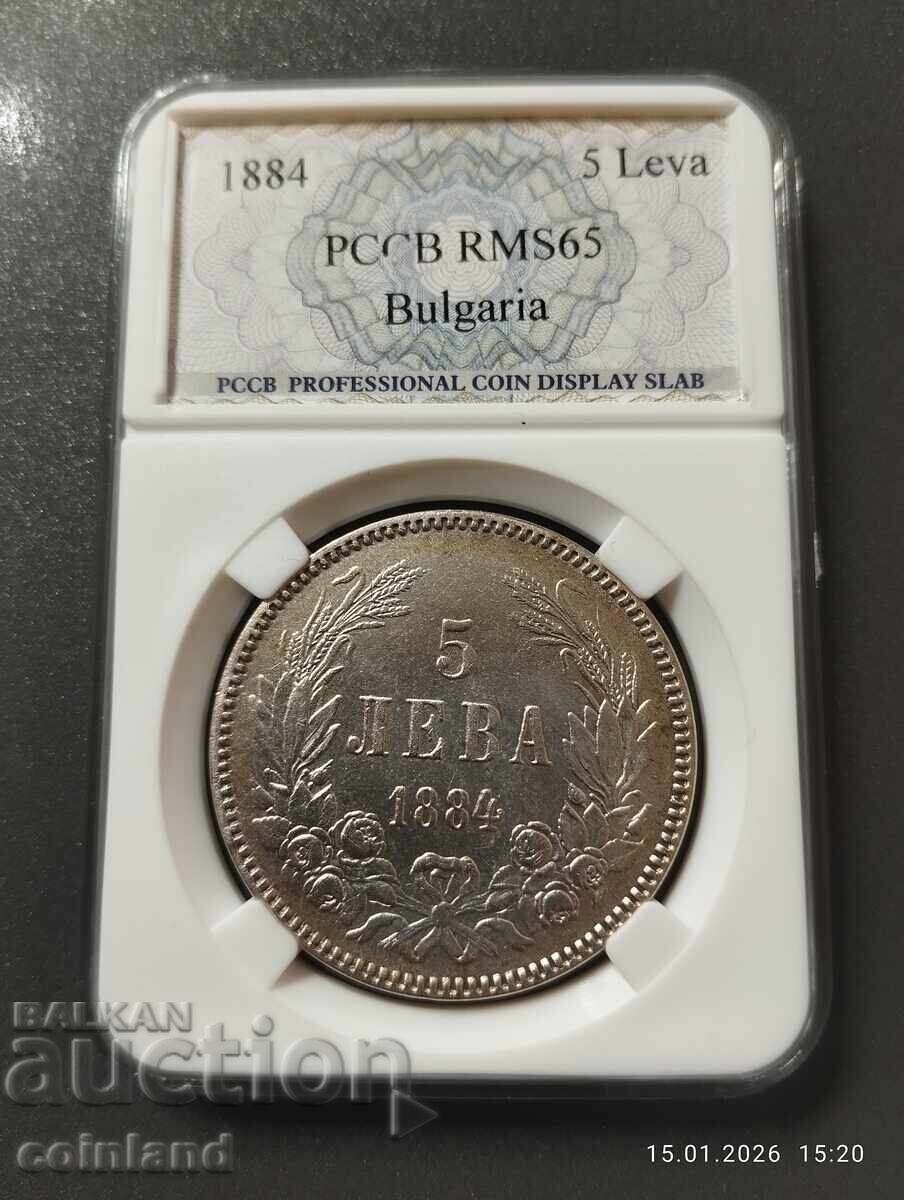 1884 5 Leva
PCCB RMS65
Bulgaria
PCCB PROFESSIONAL COIN DISPLAY SLAB
5
ЛЕВА
1884
BALKAN
auction
coinland
15.01.2026 15:20